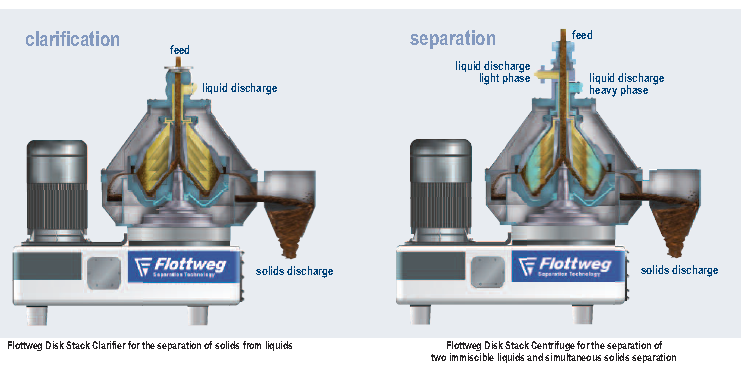 clarification
feed
liquid discharge
solids discharge
Flottweg
Separation Technology
Flottweg Disk Stack Clarifier for the separation of solids from liquids
separation
feed
liquid discharge
light phase
liquid discharge
heavy phase
solids discharge
Flottweg
Separation Technology
Flottweg Disk Stack Centrifuge for the separation of
two immiscible liquids and simultaneous solids separation